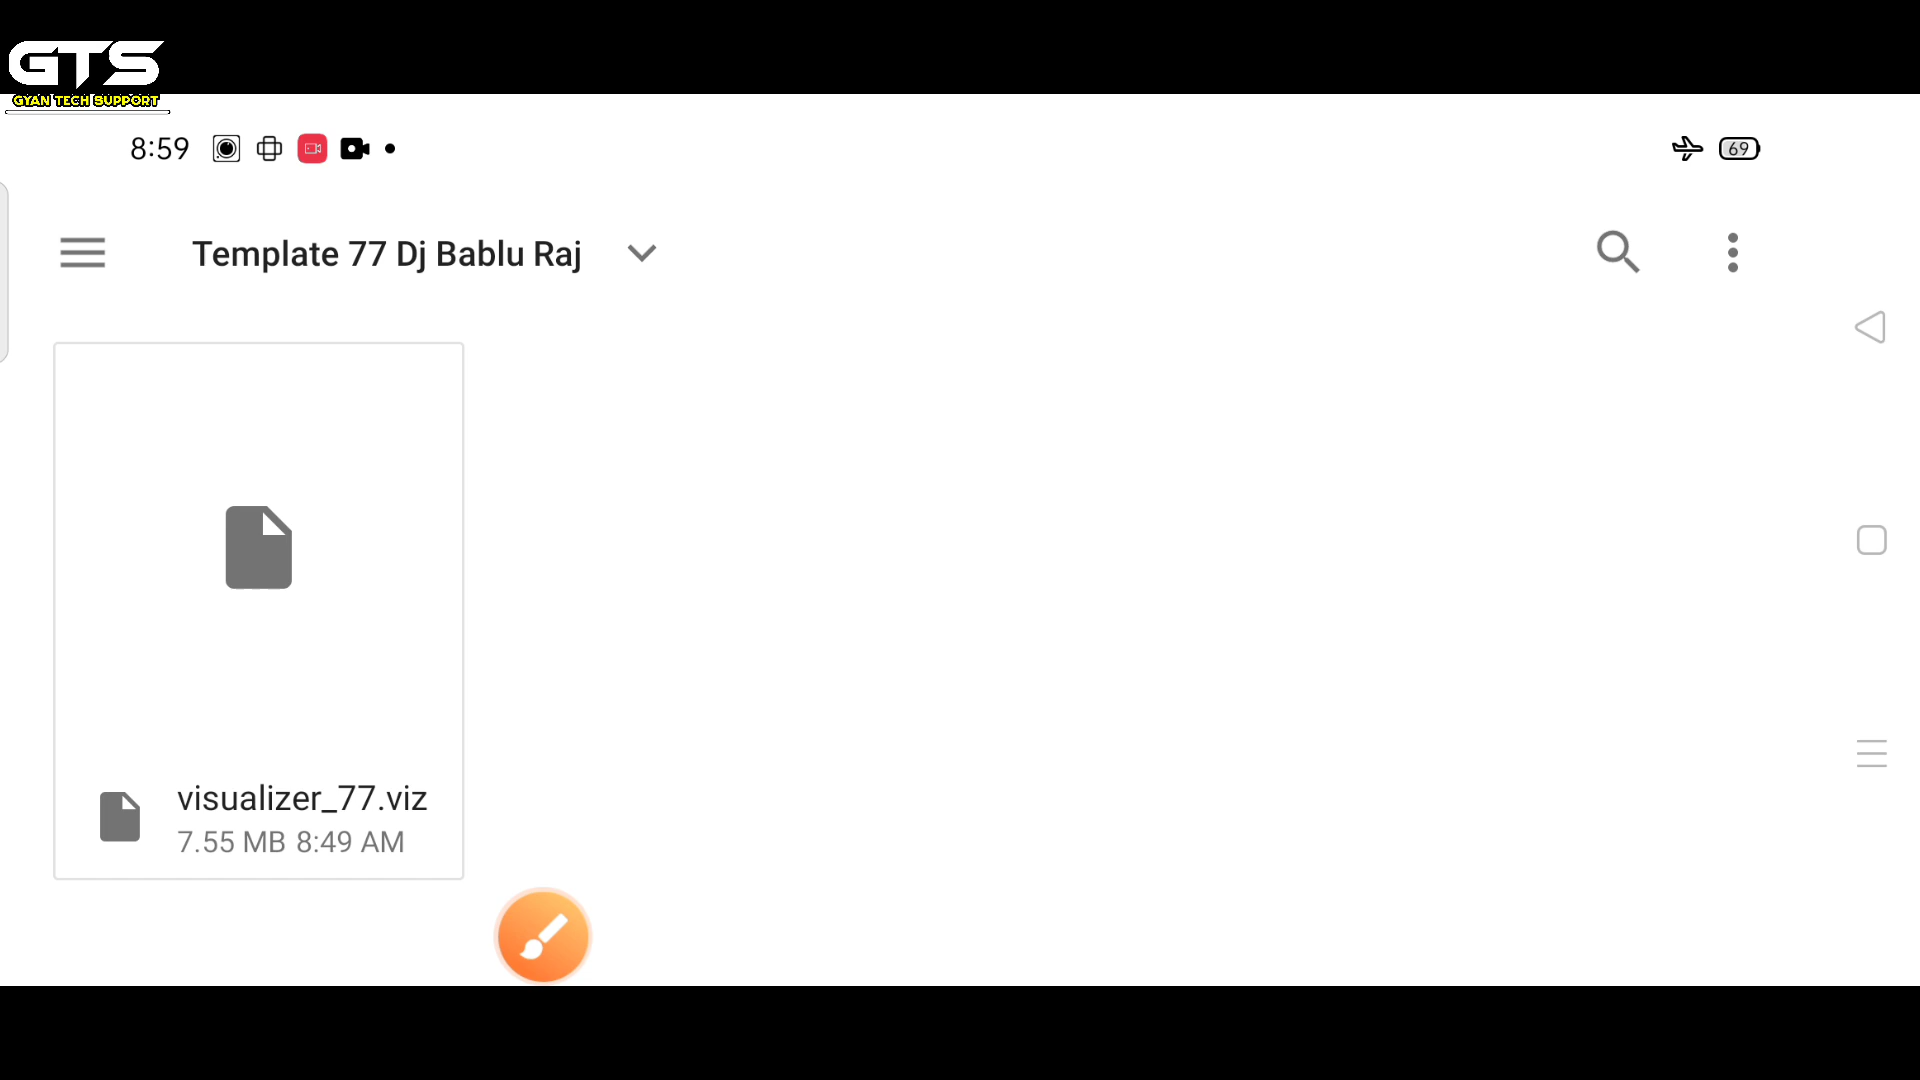 GTS
GYAN TECH SUPPORT
8:59
69
Template 77 Dj Bablu Raj
visualizer_77.viz
7.55 MB 8:49 AM